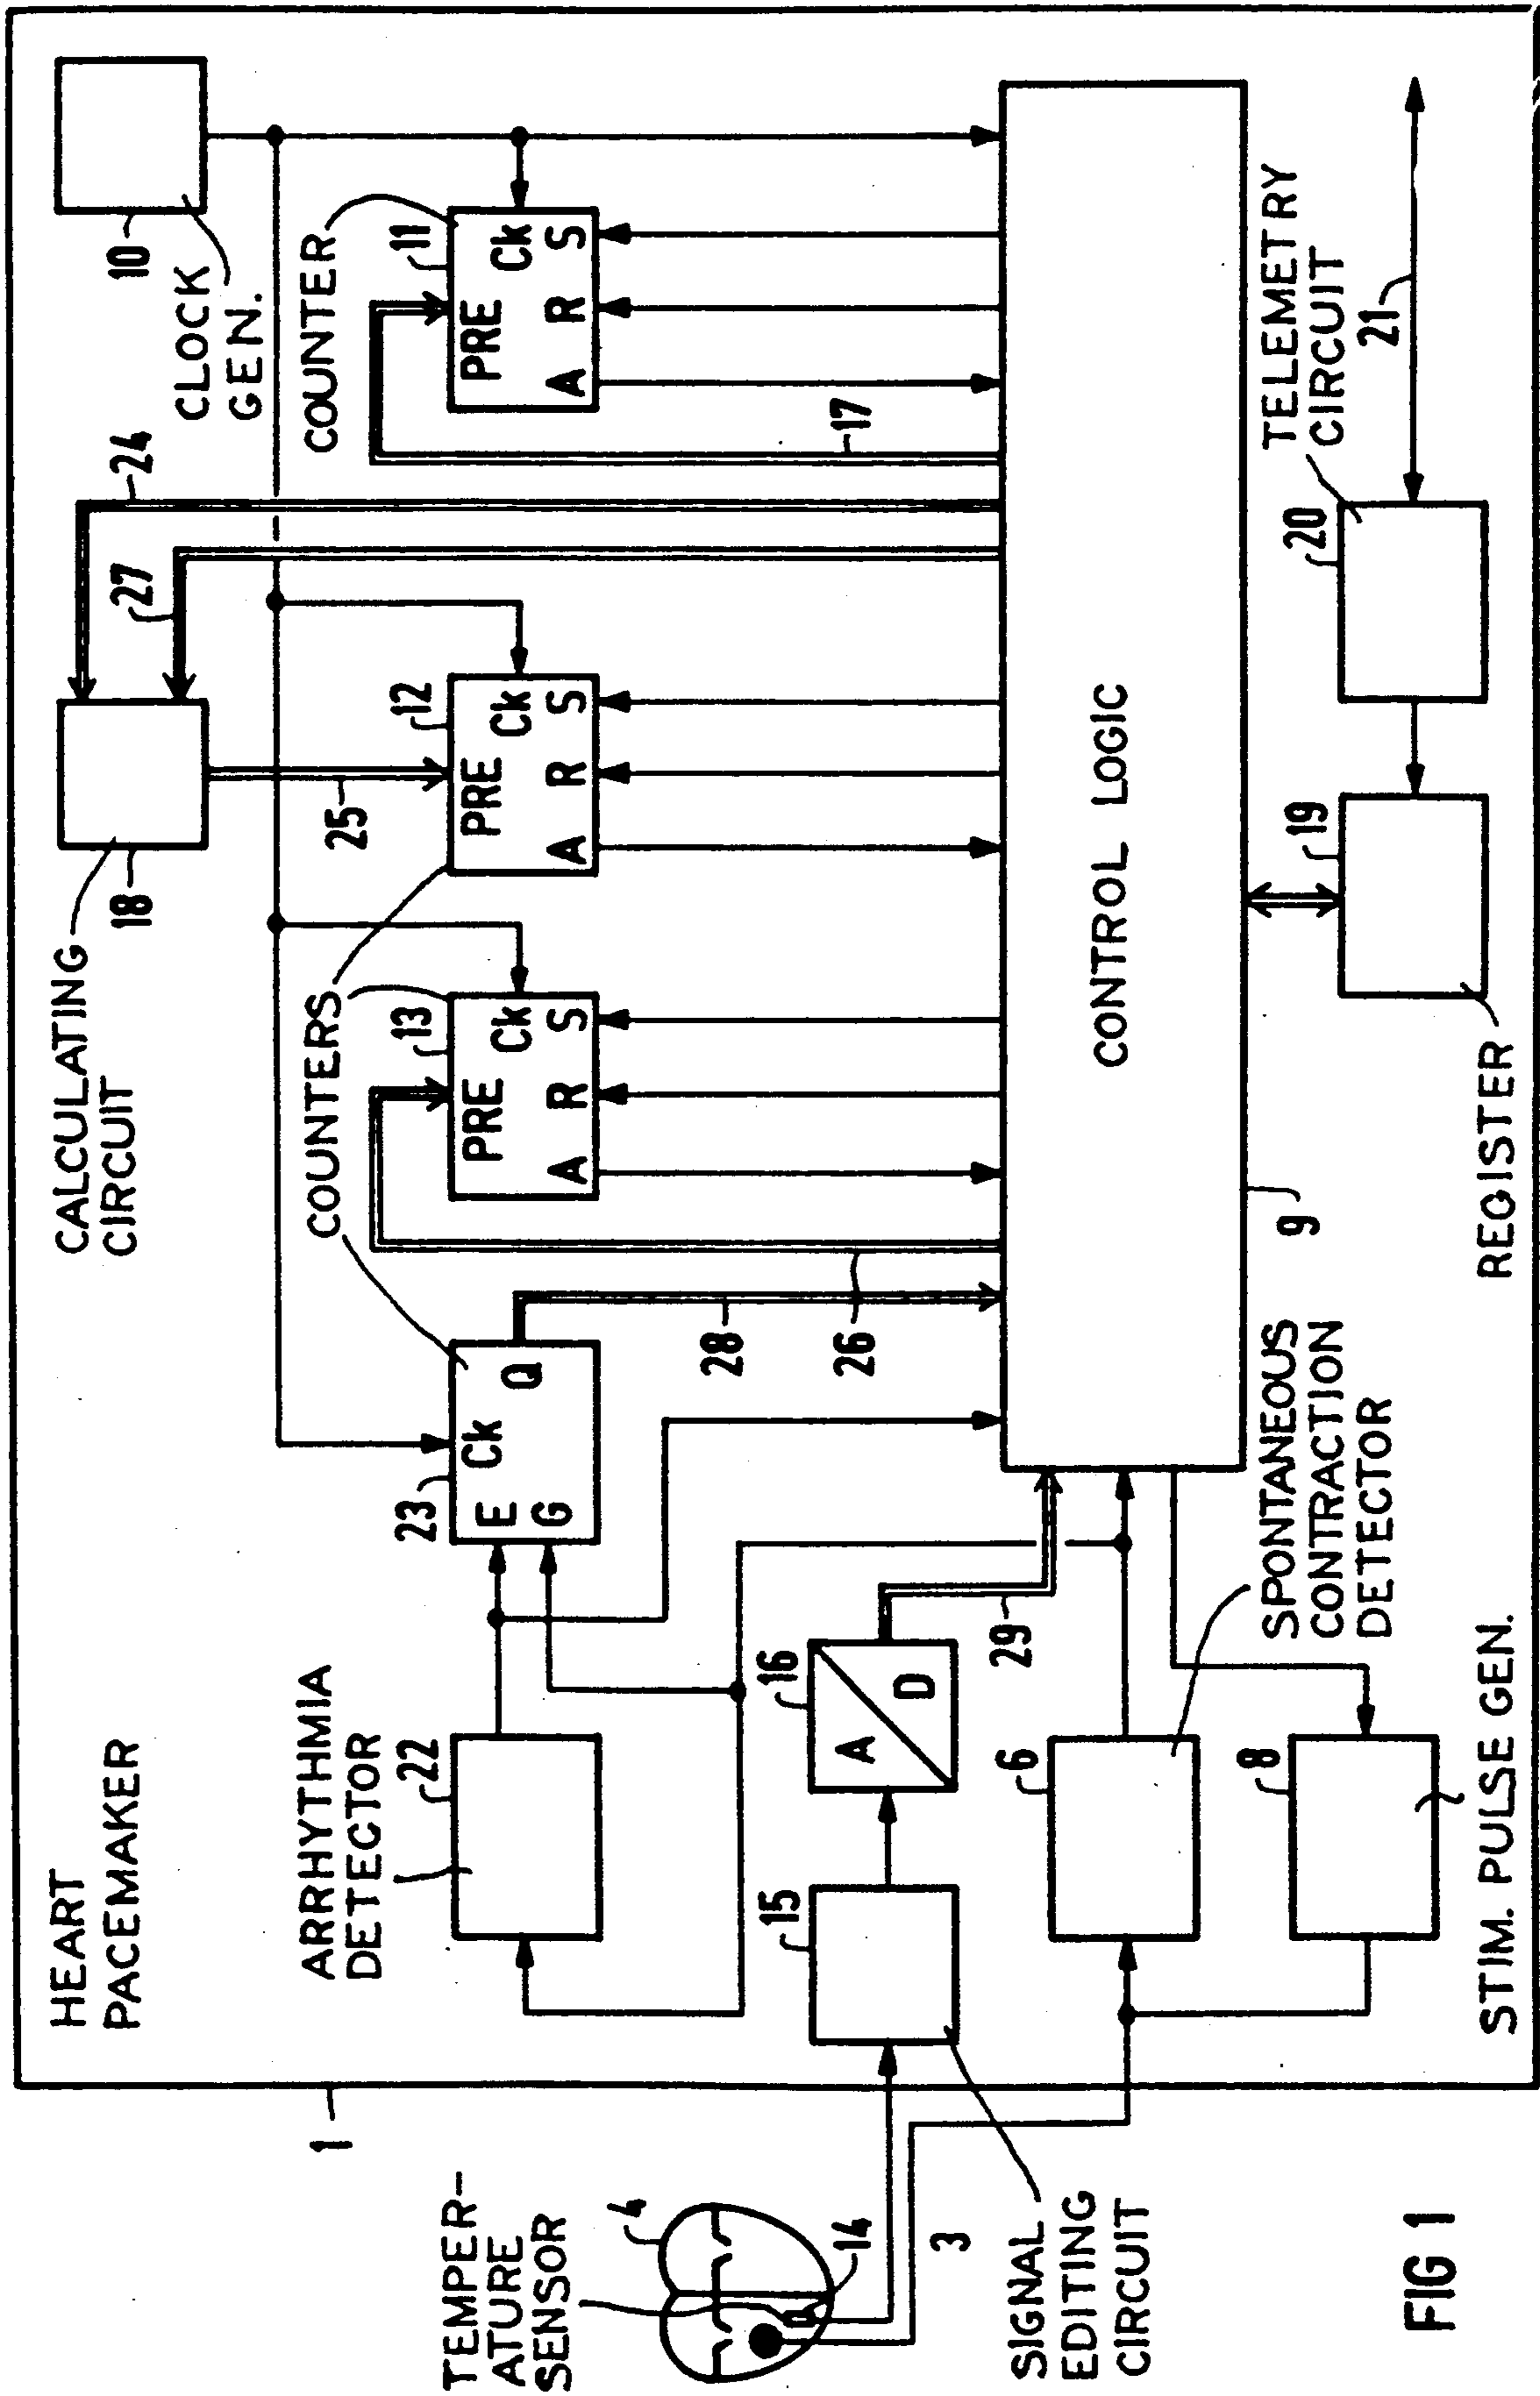 HEART
PACEMAKER
1
CALCULATING
CIRCUIT
18
27
24
10
CLOCK
GEN.
25
COUNTERS
COUNTER
ARRHYTHMIA
DETECTOR
22
23
E
Ck
G
Q
13
PRE
Ck
A
R
S
12
PRE
Ck
A
R
S
11
PRE
Ck
A
R
S
28
26
17
TEMPER-
ATURE
SENSOR
4
14
3
15
16
A
D
29
SIGNAL
EDITING
CIRCUIT
6
8
SPONTANEOUS
CONTRACTION
DETECTOR
STIM. PULSE GEN.
CONTROL LOGIC
9
19
REGISTER
20
TELEMETRY
CIRCUIT
21
FIG 1